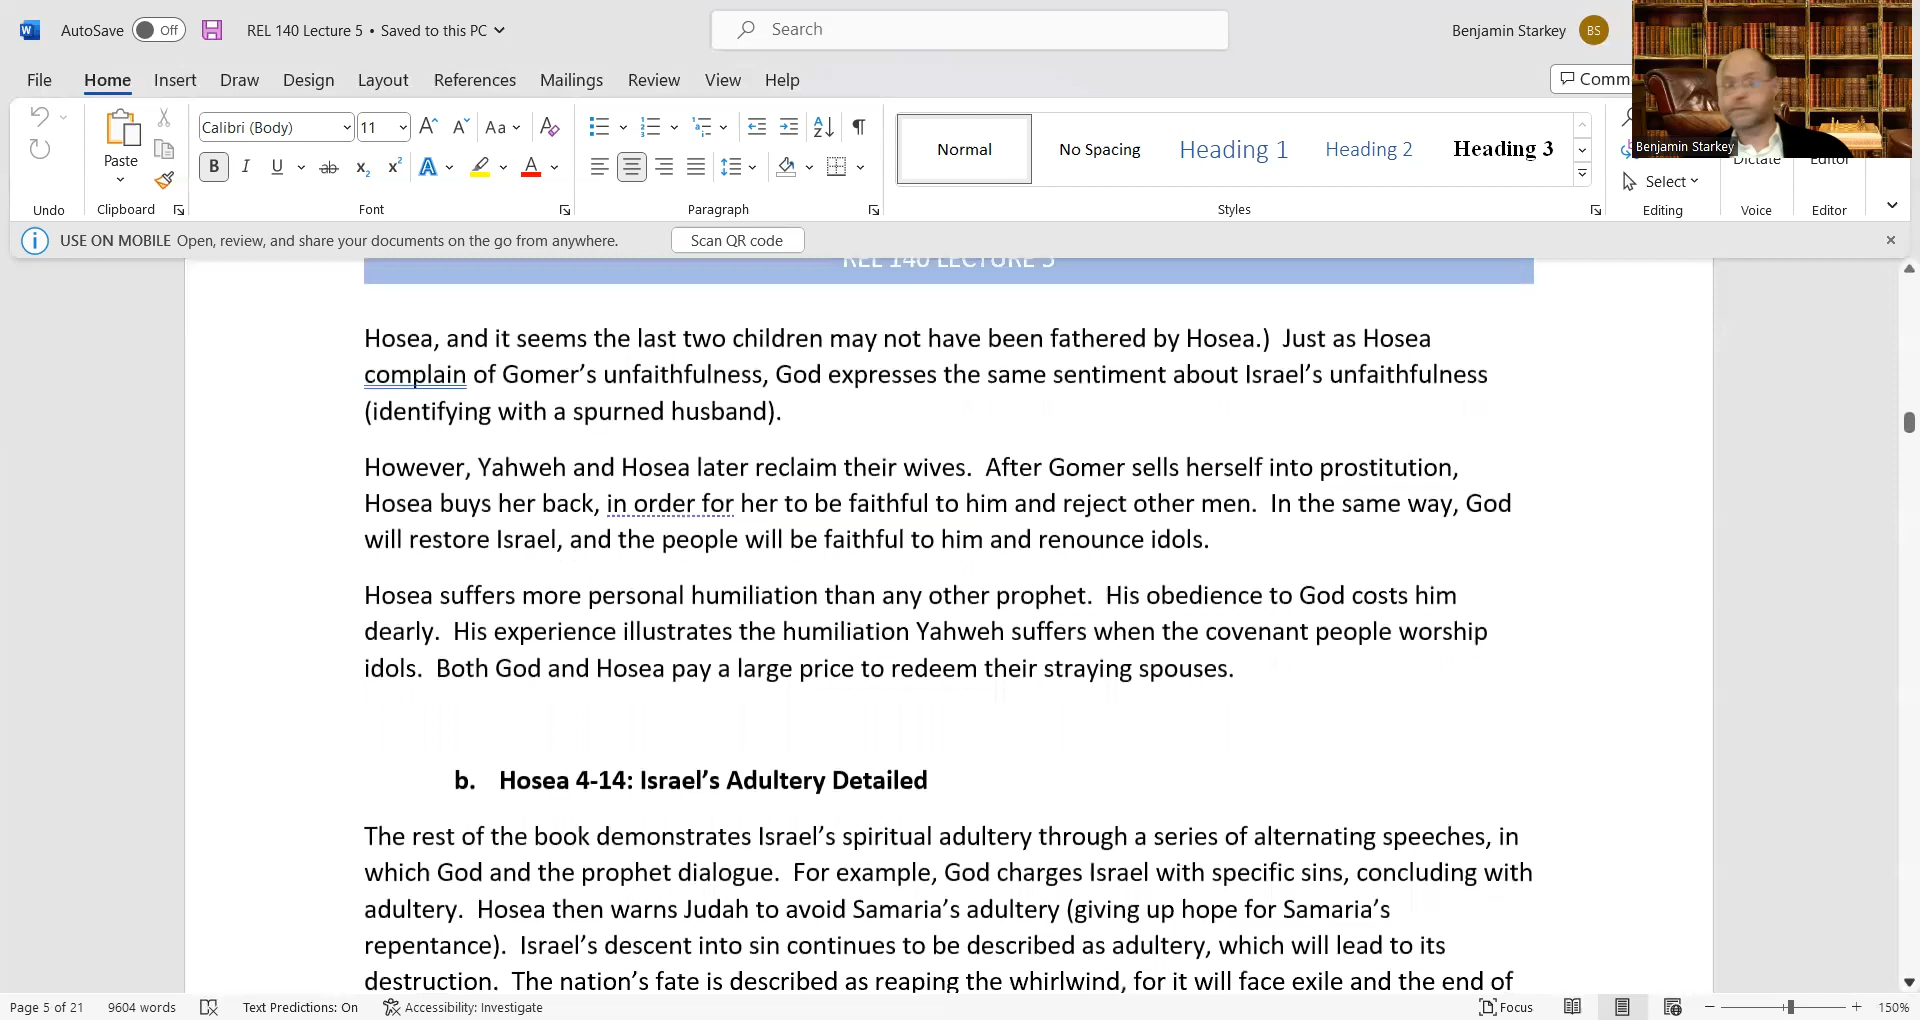 AutoSave Off REL 140 Lecture 5 • Saved to this PC Search Benjamin Starkey BS
File Home Insert Draw Design Layout References Mailings Review View Help Comm
Calibri (Body) 11 Aa
Paste
B I U ab x₂ x² A A
Normal No Spacing Heading 1 Heading 2 Heading 3
Benjamin Starkey
Dictate Editor
Select
Undo Clipboard Font Paragraph Styles Editing Voice Editor
USE ON MOBILE Open, review, and share your documents on the go from anywhere. Scan QR code
REL 140 LECTURE 5
Hosea, and it seems the last two children may not have been fathered by Hosea.) Just as Hosea
complain of Gomer’s unfaithfulness, God expresses the same sentiment about Israel’s unfaithfulness
(identifying with a spurned husband).
However, Yahweh and Hosea later reclaim their wives. After Gomer sells herself into prostitution,
Hosea buys her back, in order for her to be faithful to him and reject other men. In the same way, God
will restore Israel, and the people will be faithful to him and renounce idols.
Hosea suffers more personal humiliation than any other prophet. His obedience to God costs him
dearly. His experience illustrates the humiliation Yahweh suffers when the covenant people worship
idols. Both God and Hosea pay a large price to redeem their straying spouses.
b. Hosea 4-14: Israel’s Adultery Detailed
The rest of the book demonstrates Israel’s spiritual adultery through a series of alternating speeches, in
which God and the prophet dialogue. For example, God charges Israel with specific sins, concluding with
adultery. Hosea then warns Judah to avoid Samaria’s adultery (giving up hope for Samaria’s
repentance). Israel’s descent into sin continues to be described as adultery, which will lead to its
destruction. The nation’s fate is described as reaping the whirlwind, for it will face exile and the end of
Page 5 of 21 9604 words Text Predictions: On Accessibility: Investigate Focus 150%